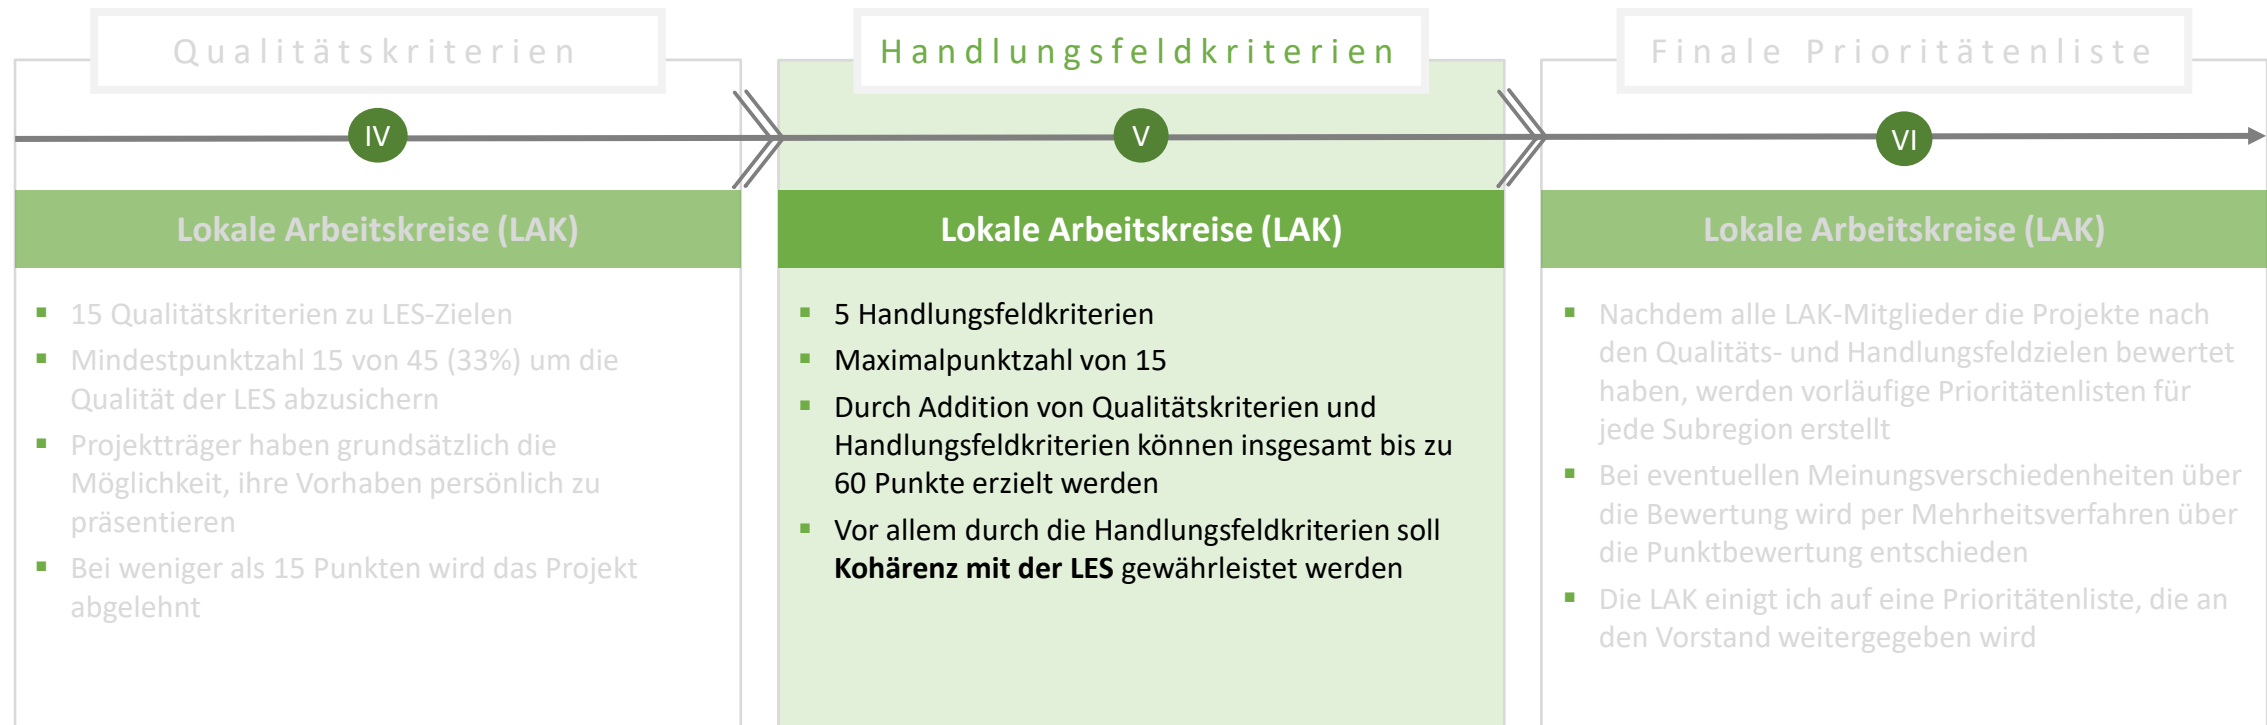 Qualitätskriterien
IV
Lokale Arbeitskreise (LAK)
15 Qualitätskriterien zu LES-Zielen
Mindestpunktzahl 15 von 45 (33%) um die
Qualität der LES abzusichern
Projektträger haben grundsätzlich die
Möglichkeit, ihre Vorhaben persönlich zu
präsentieren
Bei weniger als 15 Punkten wird das Projekt
abgelehnt
Handlungsfeldkriterien
V
Lokale Arbeitskreise (LAK)
5 Handlungsfeldkriterien
Maximalpunktzahl von 15
Durch Addition von Qualitätskriterien und
Handlungsfeldkriterien können insgesamt bis zu
60 Punkte erzielt werden
Vor allem durch die Handlungsfeldkriterien soll
Kohärenz mit der LES gewährleistet werden
Finale Prioritätenliste
VI
Lokale Arbeitskreise (LAK)
Nachdem alle LAK-Mitglieder die Projekte nach
den Qualitäts- und Handlungsfeldzielen bewertet
haben, werden vorläufige Prioritätenlisten für
jede Subregion erstellt
Bei eventuellen Meinungsverschiedenheiten über
die Bewertung wird per Mehrheitsverfahren über
die Punktbewertung entschieden
Die LAK einigt ich auf eine Prioritätenliste, die an
den Vorstand weitergegeben wird